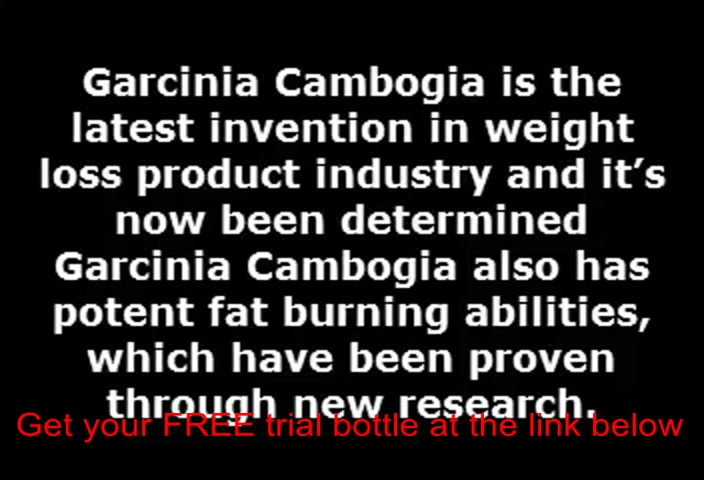 Garcinia Cambogia is the
latest invention in weight
loss product industry and it’s
now been determined
Garcinia Cambogia also has
potent fat burning abilities,
which have been proven
through new research.
Get your FREE trial bottle at the link below